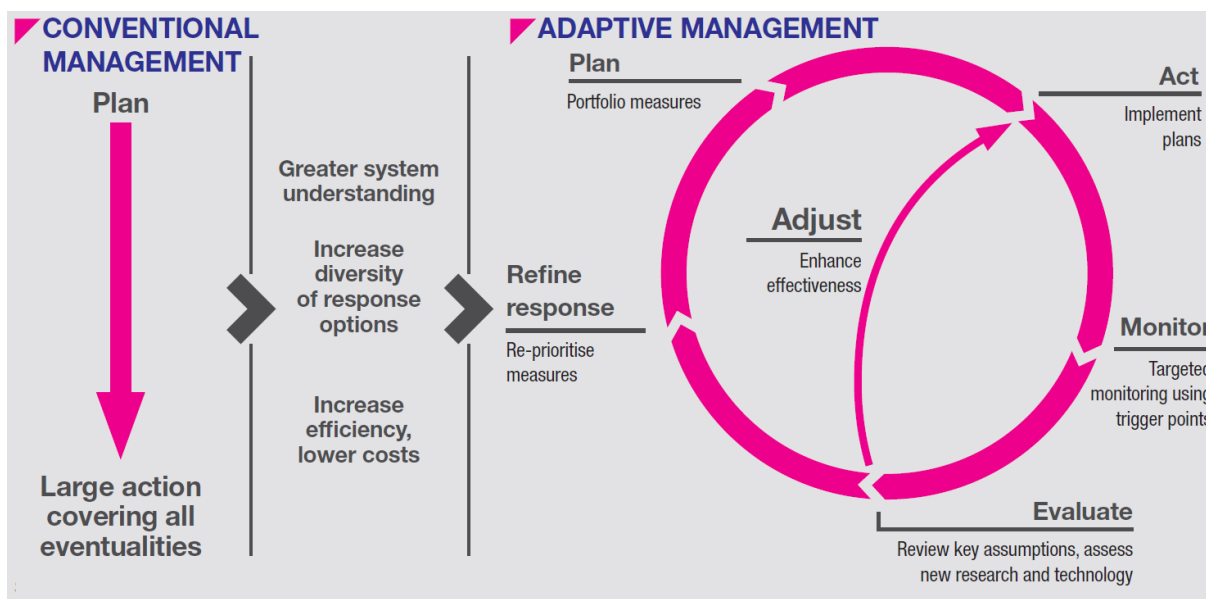 CONVENTIONAL
MANAGEMENT
Plan
Large action
covering all
eventualities
Greater system
understanding
Increase
diversity
of response
options
Increase
efficiency,
lower costs
ADAPTIVE MANAGEMENT
Plan
Portfolio measures
Act
Implement
plans
Adjust
Enhance
effectiveness
Refine
response
Re-prioritise
measures
Monitor
Targeted
monitoring using
trigger points
Evaluate
Review key assumptions, assess
new research and technology